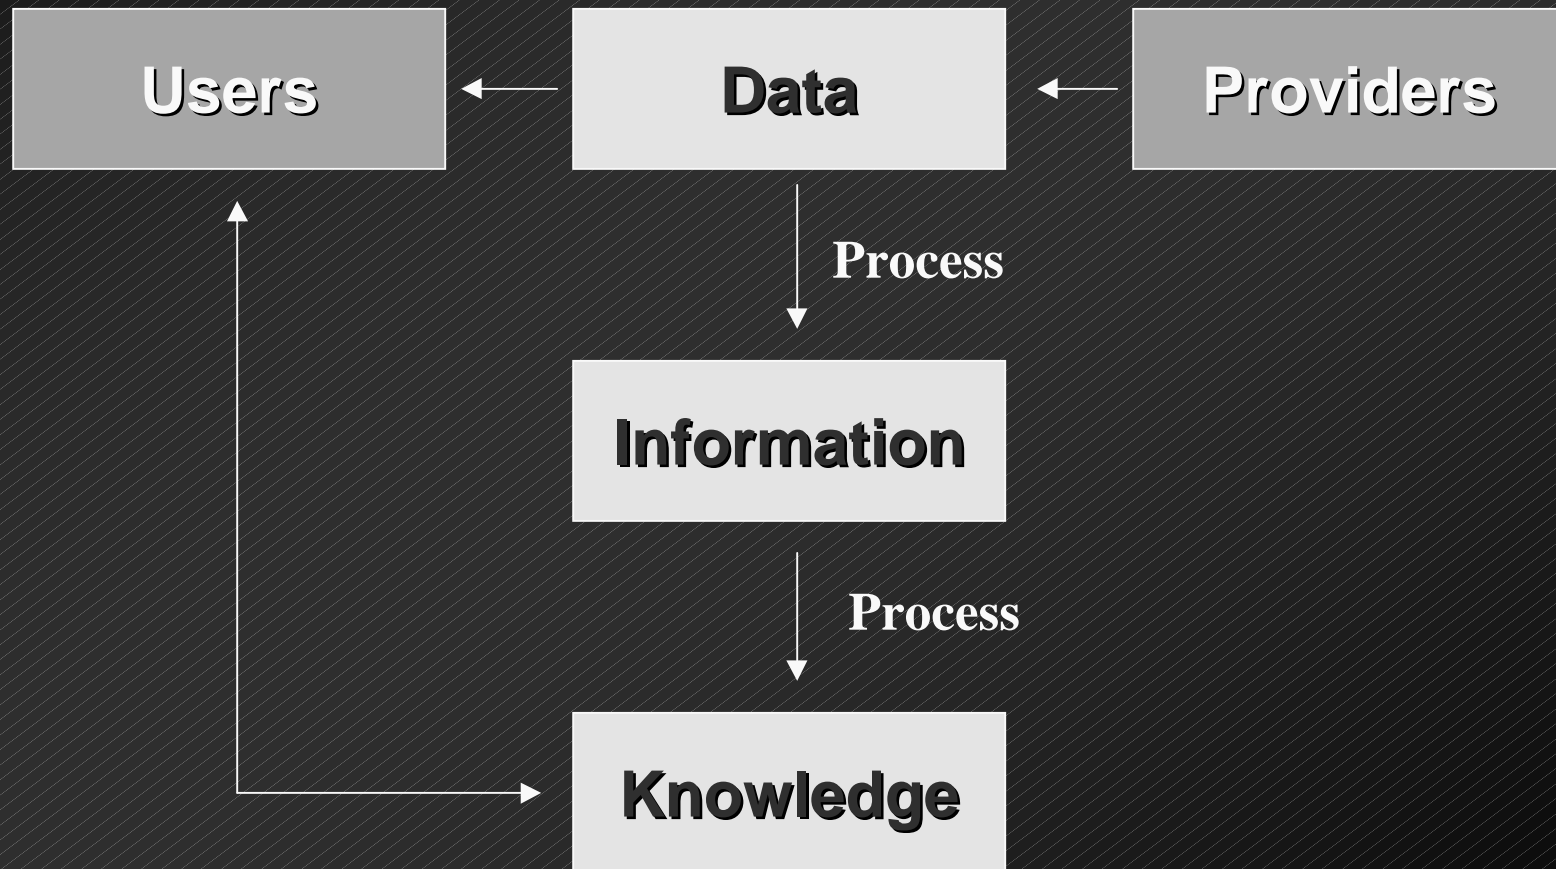 Users
Data
Providers
Process
Information
Process
Knowledge